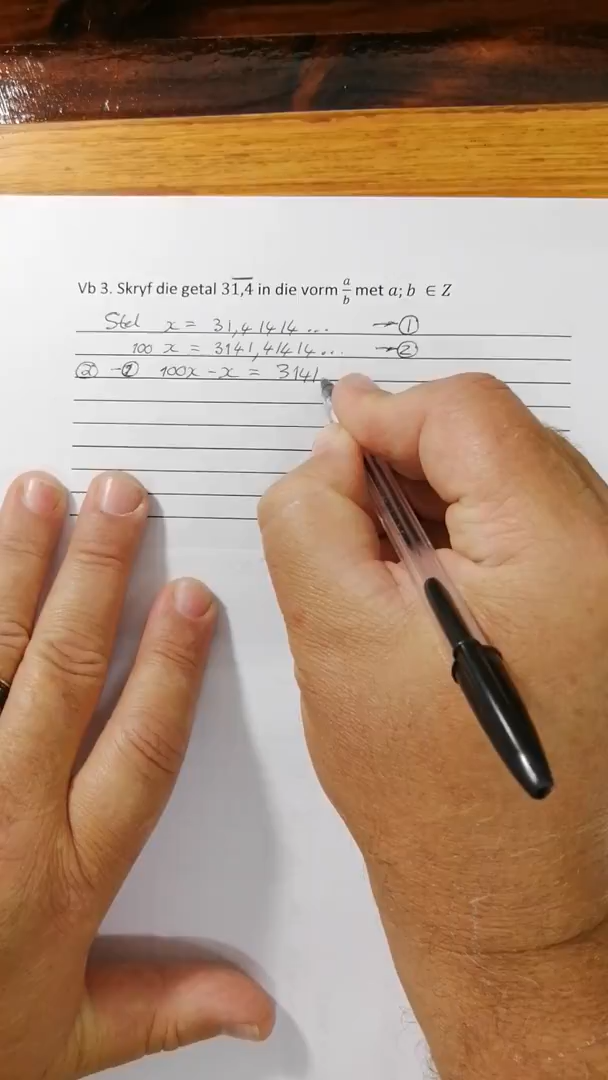 Vb 3. Skryf die getal 31,4̅ in die vorm a/b met a; b ∈ Z
Stel x = 31,41414... → ①
100 x = 3141,41414... → ②
② - ① 100x - x = 3141,